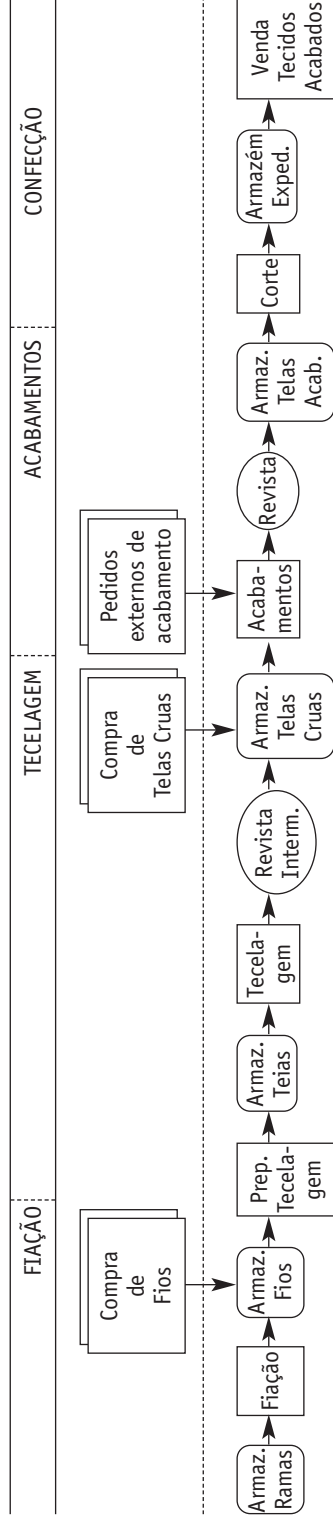 FIAÇÃO
TECELAGEM
ACABAMENTOS
CONFECÇÃO
Compra
de
Fios
Compra
de
Telas Cruas
Pedidos
externos de
acabamento
Armaz.
Ramas
Fiação
Armaz.
Fios
Prep.
Tecela-
gem
Armaz.
Teias
Tecela-
gem
Revista
Interm.
Armaz.
Telas
Cruas
Acaba-
mentos
Revista
Armaz.
Telas
Acab.
Corte
Armazém
Exped.
Venda
Tecidos
Acabados